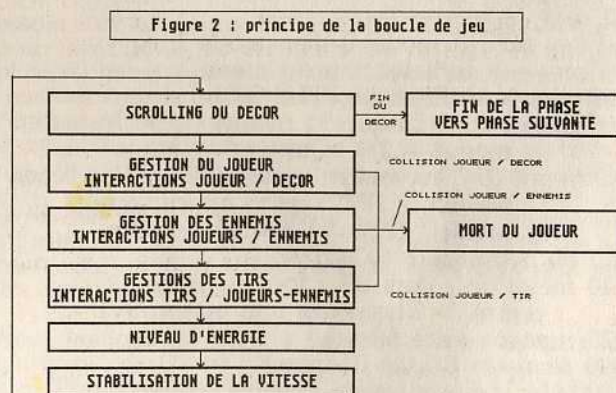 Figure 2 : principe de la boucle de jeu
SCROLLING DU DECOR
FIN
DU
DECOR
FIN DE LA PHASE
VERS PHASE SUIVANTE
GESTION DU JOUEUR
INTERACTIONS JOUEUR / DECOR
COLLISION JOUEUR / DECOR
COLLISION JOUEUR / ENNEMIS
GESTION DES ENNEMIS
INTERACTIONS JOUEURS / ENNEMIS
MORT DU JOUEUR
GESTIONS DES TIRS
INTERACTIONS TIRS / JOUEURS-ENNEMIS
COLLISION JOUEUR / TIR
NIVEAU D'ENERGIE
STABILISATION DE LA VITESSE